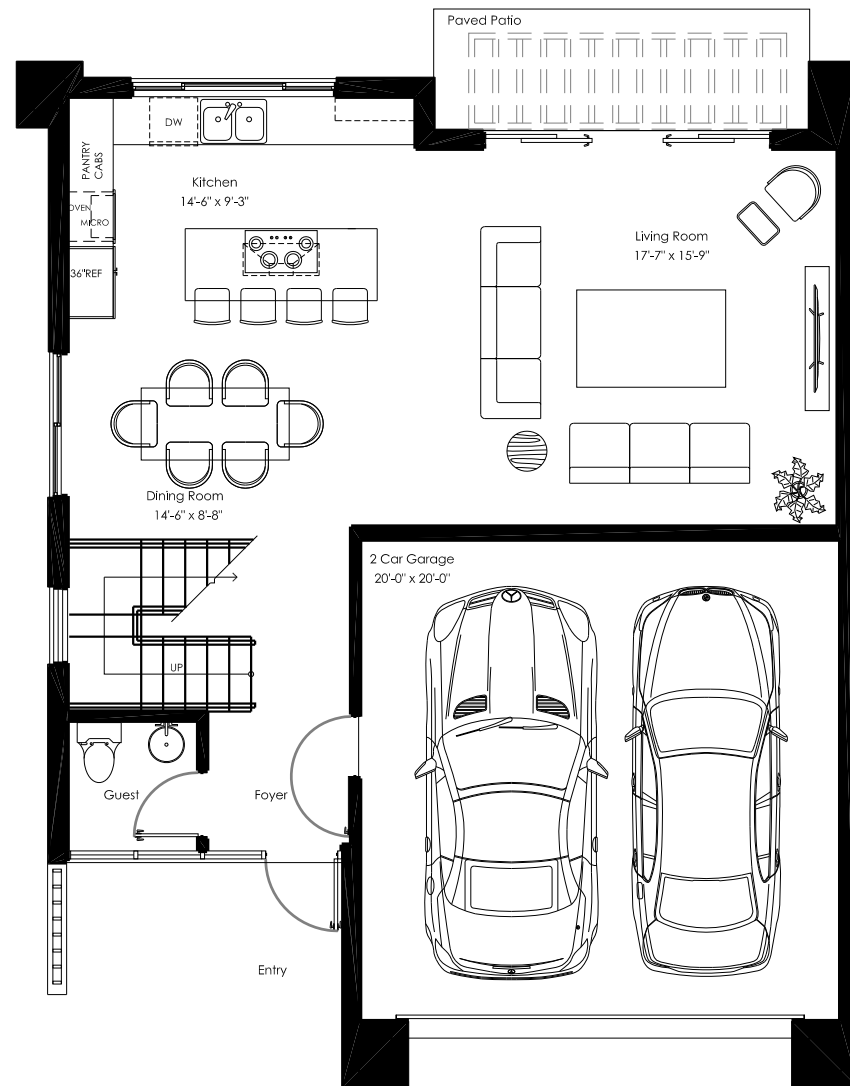 Paved Patio
DW
PANTRY
CABS
Kitchen
14'-6" x 9'-3"
OVEN
MICRO
Living Room
17'-7" x 15'-9"
36"REF
Dining Room
14'-6" x 8'-8"
2 Car Garage
20'-0" x 20'-0"
UP
Guest
Foyer
Entry